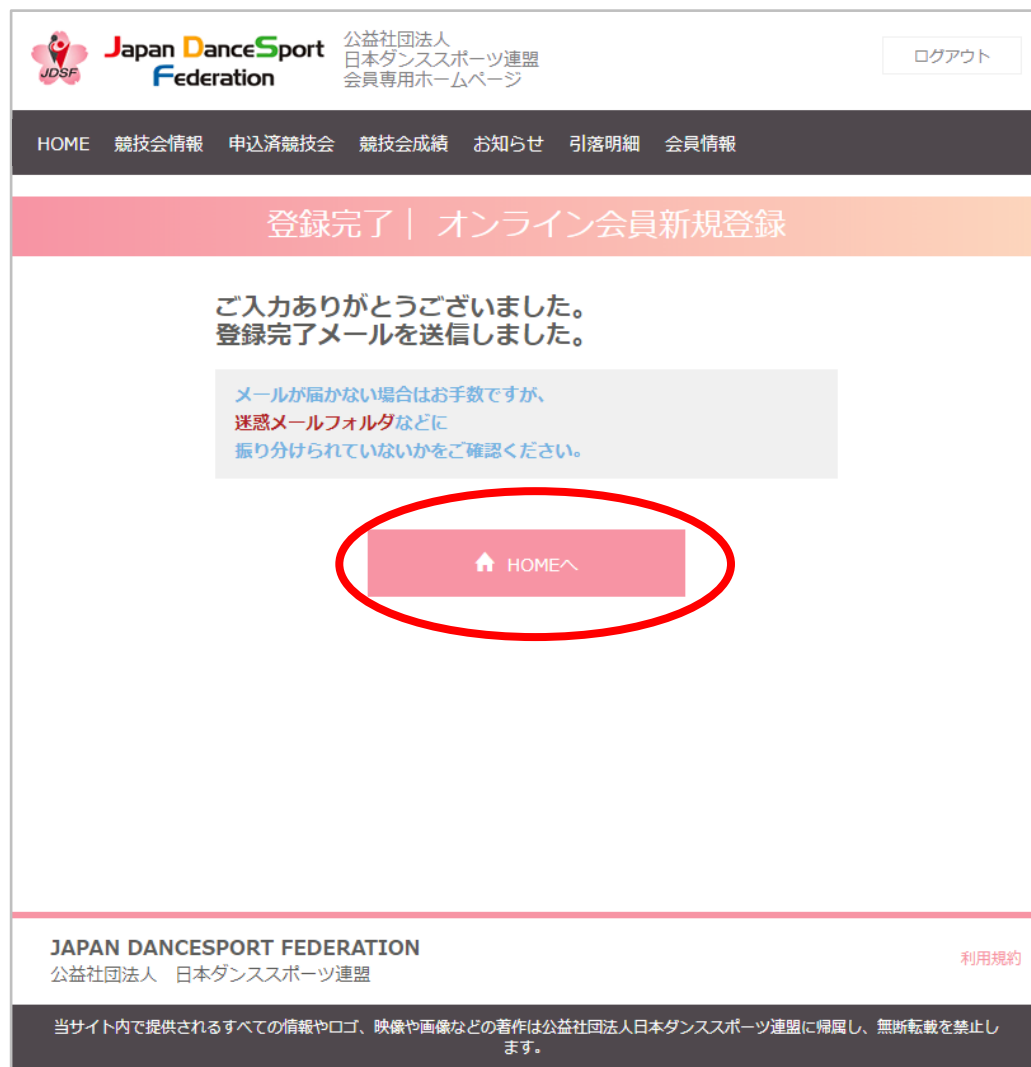 JDSF
Japan DanceSport
Federation
公益社団法人
日本ダンススポーツ連盟
会員専用ホームページ
ログアウト
HOME 競技会情報 申込済競技会 競技会成績 お知らせ 引落明細 会員情報
登録完了｜ オンライン会員新規登録
ご入力ありがとうございました。
登録完了メールを送信しました。
メールが届かない場合はお手数ですが、
迷惑メールフォルダなどに
振り分けられていないかをご確認ください。
HOMEへ
JAPAN DANCESPORT FEDERATION
公益社団法人　日本ダンススポーツ連盟
利用規約
当サイト内で提供されるすべての情報やロゴ、映像や画像などの著作は公益社団法人日本ダンススポーツ連盟に帰属し、無断転載を禁止し
ます。